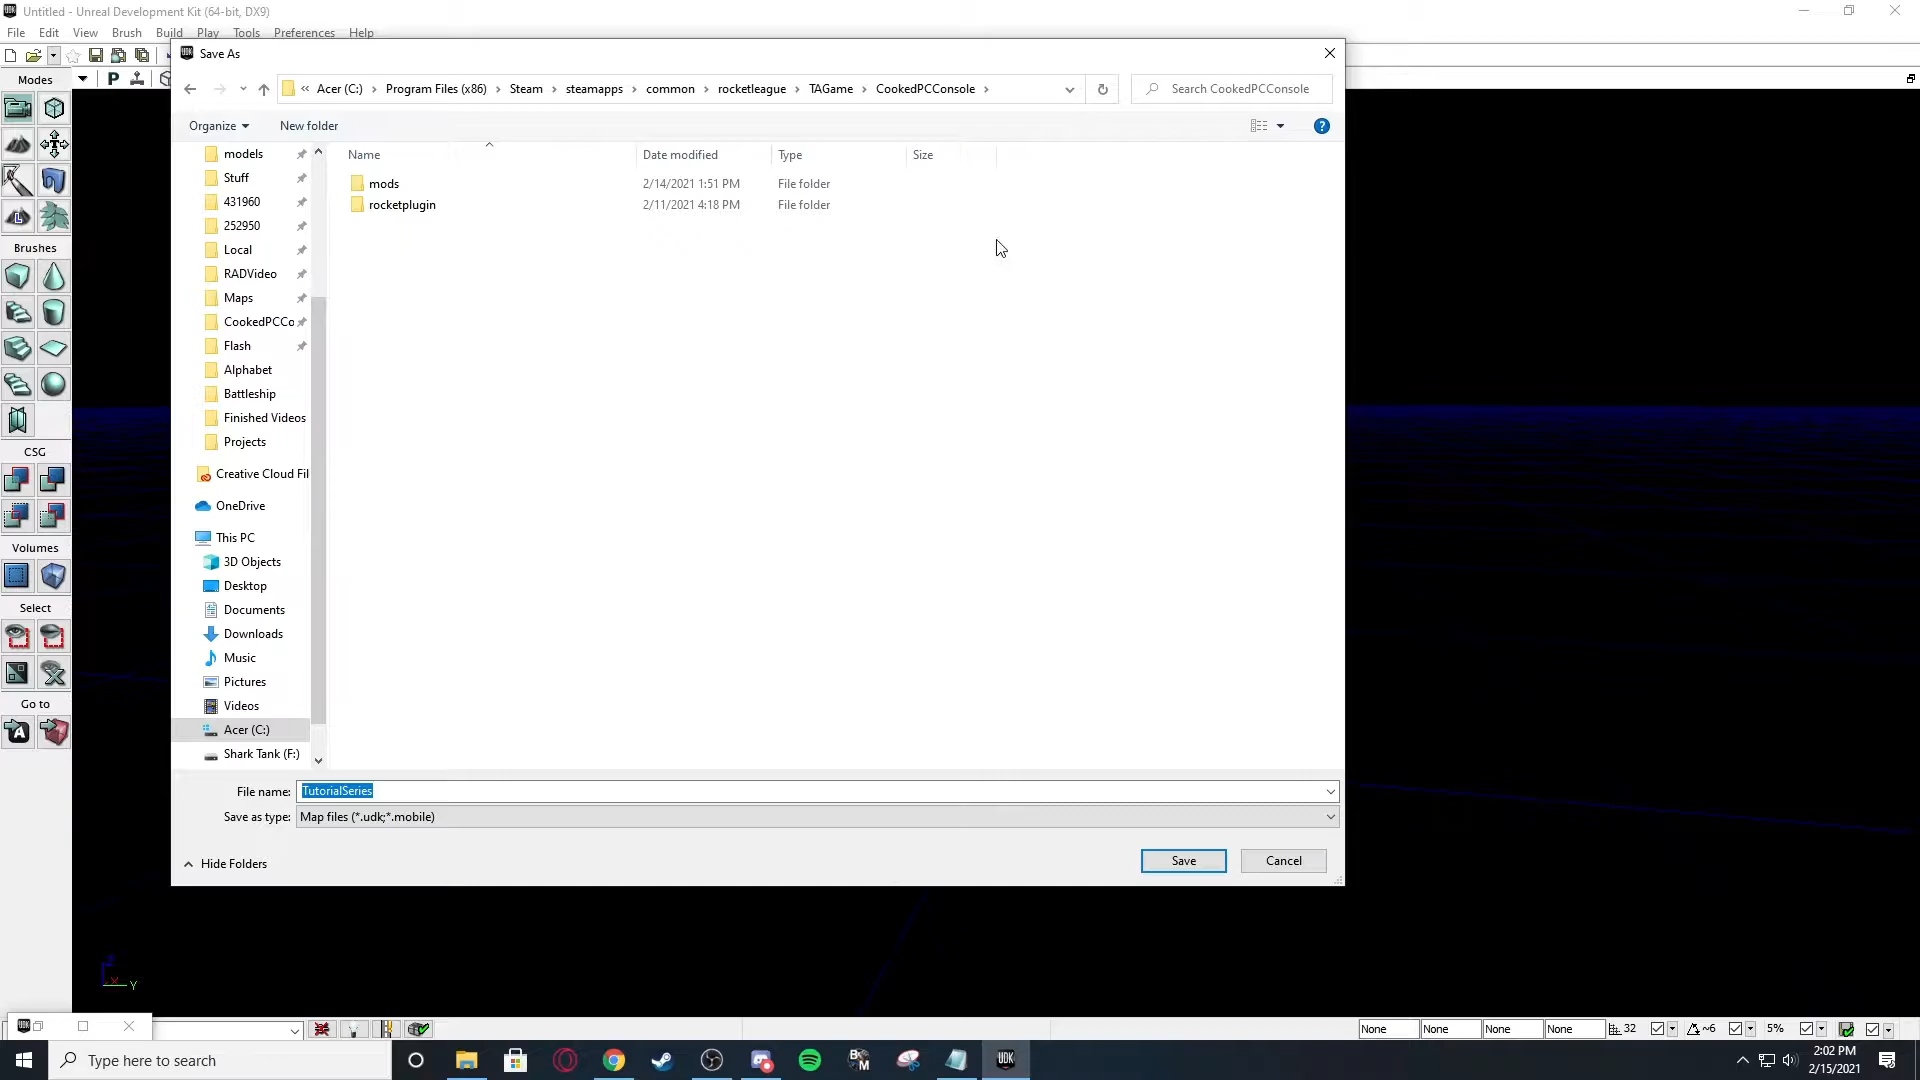 Untitled - Unreal Development Kit (64-bit, DX9)
File Edit View Brush Build Play Tools Preferences Help
Save As
Modes
P
« Acer (C:) › Program Files (x86) › Steam › steamapps › common › rocketleague › TAGame › CookedPCConsole ›
Search CookedPCConsole
Organize
New folder
?
Name
Date modified
Type
Size
mods 2/14/2021 1:51 PM File folder
rocketplugin 2/11/2021 4:18 PM File folder
models
Stuff
431960
252950
Local
RADVideo
Maps
CookedPCCo
Flash
Alphabet
Battleship
Finished Videos
Projects
Creative Cloud Fil
OneDrive
This PC
3D Objects
Desktop
Documents
Downloads
Music
Pictures
Videos
Acer (C:)
Shark Tank (F:)
Brushes
CSG
Volumes
Select
Go to
File name: TutorialSeries
Save as type: Map files (*.udk;*.mobile)
Hide Folders
Save
Cancel
Y
None None None None 32 ~6 5%
Type here to search
2:02 PM
2/15/2021